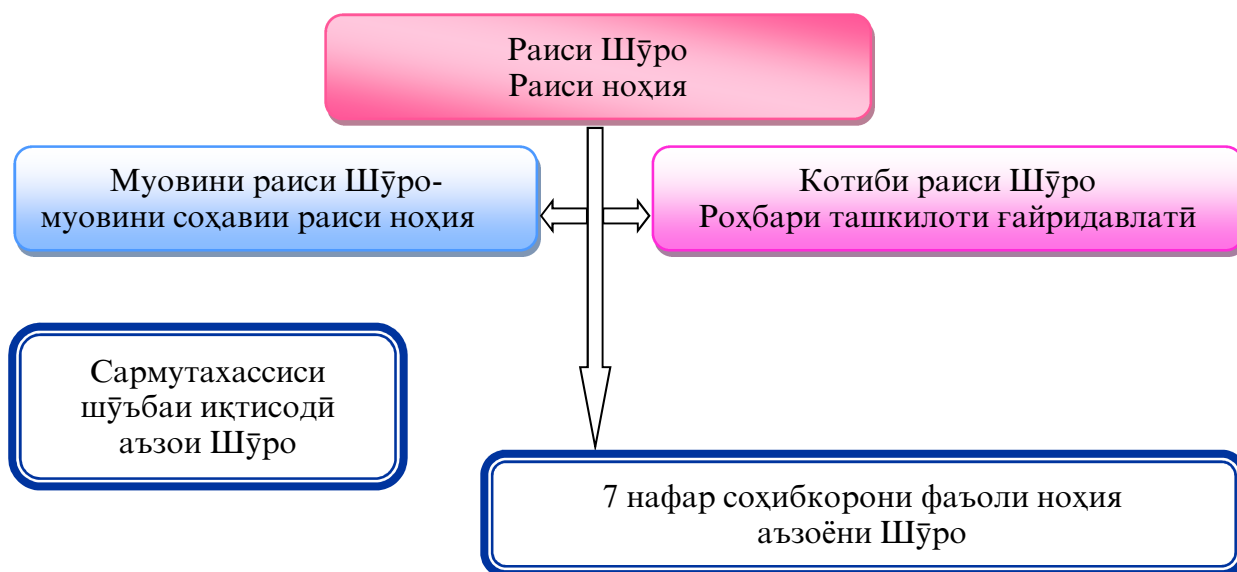 Раиси Шӯро
Раиси ноҳия
Муовини раиси Шӯро-
муовини соҳавии раиси ноҳия
Котиби раиси Шӯро
Роҳбари ташкилоти ғайридавлатӣ
Сармутахассиси
шӯъбаи иқтисодӣ
аъзои Шӯро
7 нафар соҳибкорони фаъоли ноҳия
аъзоёни Шӯро